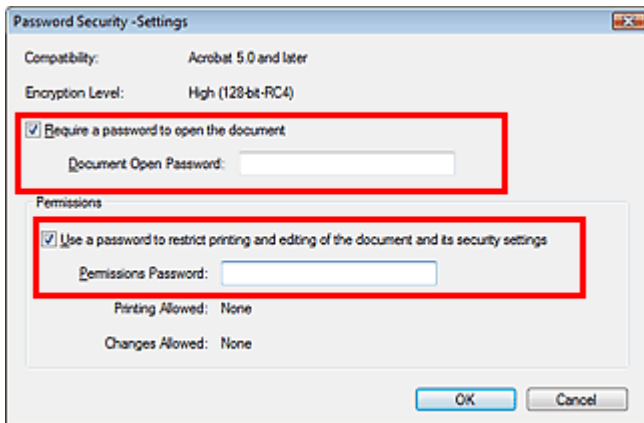 Password Security -Settings
Compatibility: Acrobat 5.0 and later
Encryption Level: High (128-bit-RC4)
Require a password to open the document
Document Open Password:
Permissions
Use a password to restrict printing and editing of the document and its security settings
Permissions Password:
Printing Allowed: None
Changes Allowed: None
OK Cancel